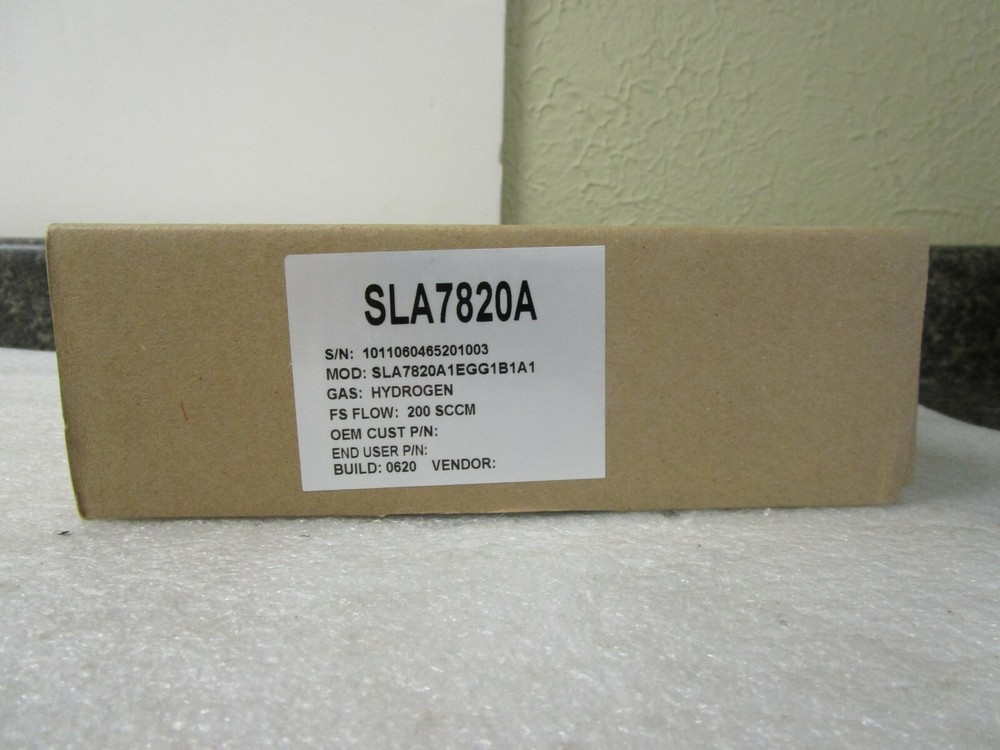 SLA7820A
S/N: 1011060465201003
MOD: SLA7820A1EGG1B1A1
GAS: HYDROGEN
FS FLOW: 200 SCCM
OEM CUST P/N:
END USER P/N:
BUILD: 0620 VENDOR: